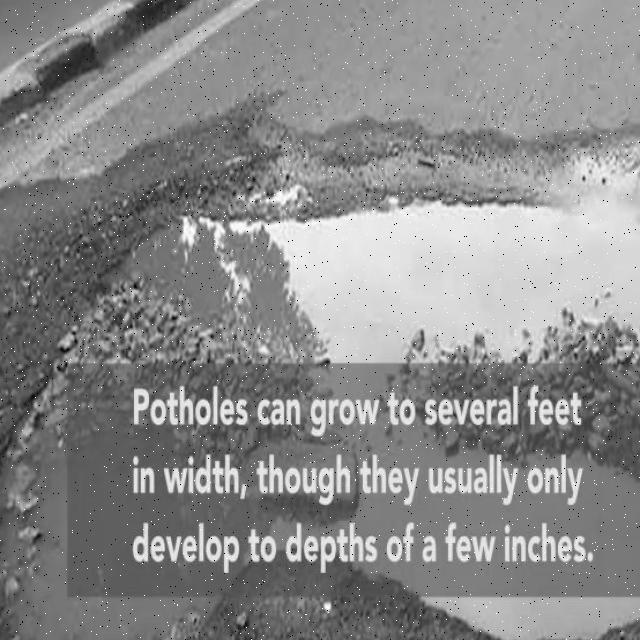 Potholes can grow to several feet
in width, though they usually only
develop to depths of a few inches.